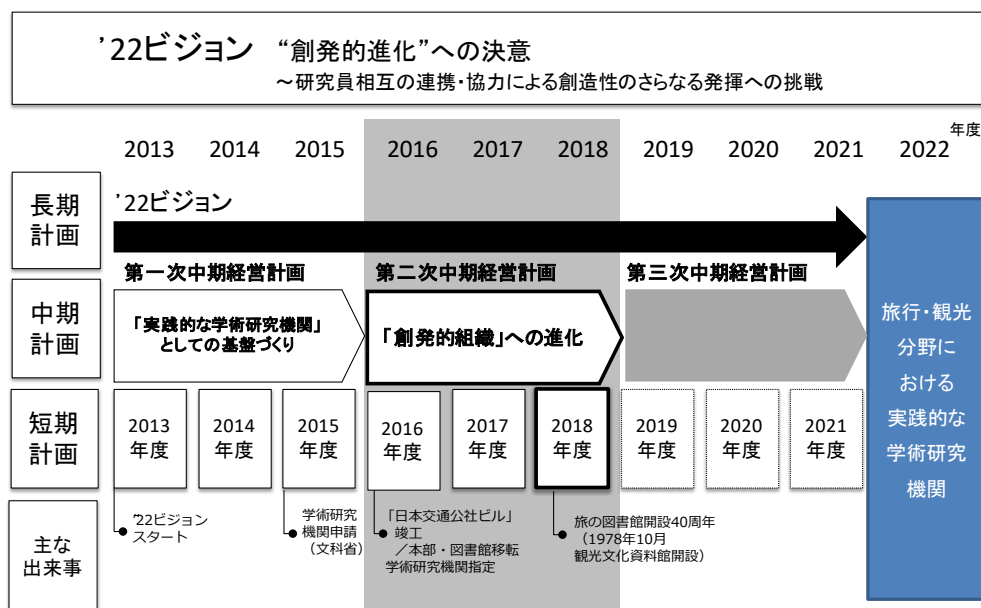 ’22ビジョン “創発的進化”への決意
～研究員相互の連携・協力による創造性のさらなる発揮への挑戦
年度
2013 2014 2015 2016 2017 2018 2019 2020 2021 2022
長期
計画
’22ビジョン
第一次中期経営計画 第二次中期経営計画 第三次中期経営計画
中期
計画
「実践的な学術研究機関」
としての基盤づくり
「創発的組織」への進化
旅行・観光
分野に
おける
実践的な
学術研究
機関
短期
計画
2013
年度
2014
年度
2015
年度
2016
年度
2017
年度
2018
年度
2019
年度
2020
年度
2021
年度
主な
出来事
’22ビジョン
スタート
学術研究
機関申請
（文科省）
「日本交通公社ビル」
竣工
／本部・図書館移転
学術研究機関指定
旅の図書館開設40周年
（1978年10月
観光文化資料館開設）